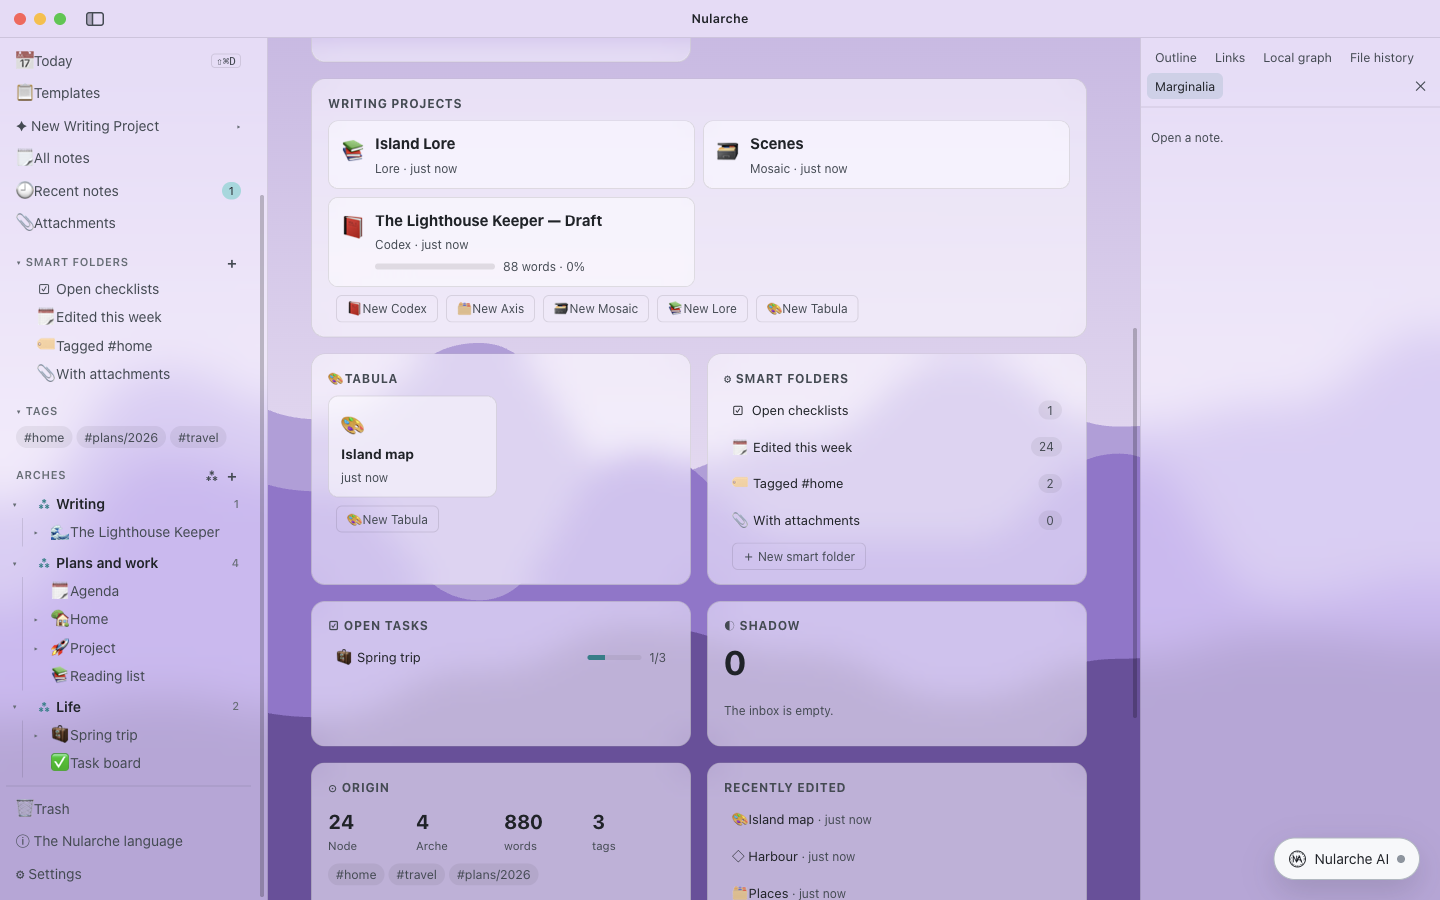 Nularche
Today ⇧⌘D
Templates
New Writing Project
All notes
Recent notes 1
Attachments
SMART FOLDERS +
Open checklists
Edited this week
Tagged #home
With attachments
TAGS
#home #plans/2026 #travel
ARCHES +
Writing 1
The Lighthouse Keeper
Plans and work 4
Agenda
Home
Project
Reading list
Life 2
Spring trip
Task board
Trash
The Nularche language
Settings
WRITING PROJECTS
Island Lore
Lore · just now
Scenes
Mosaic · just now
The Lighthouse Keeper — Draft
Codex · just now
88 words · 0%
New Codex New Axis New Mosaic New Lore New Tabula
TABULA
Island map
just now
New Tabula
SMART FOLDERS
Open checklists 1
Edited this week 24
Tagged #home 2
With attachments 0
+ New smart folder
OPEN TASKS
Spring trip 1/3
SHADOW
0
The inbox is empty.
ORIGIN
24 4 880 3
Node Arche words tags
#home #travel #plans/2026
RECENTLY EDITED
Island map · just now
Harbour · just now
Places · just now
Outline Links Local graph File history
Marginalia
Open a note.
NA Nularche AI